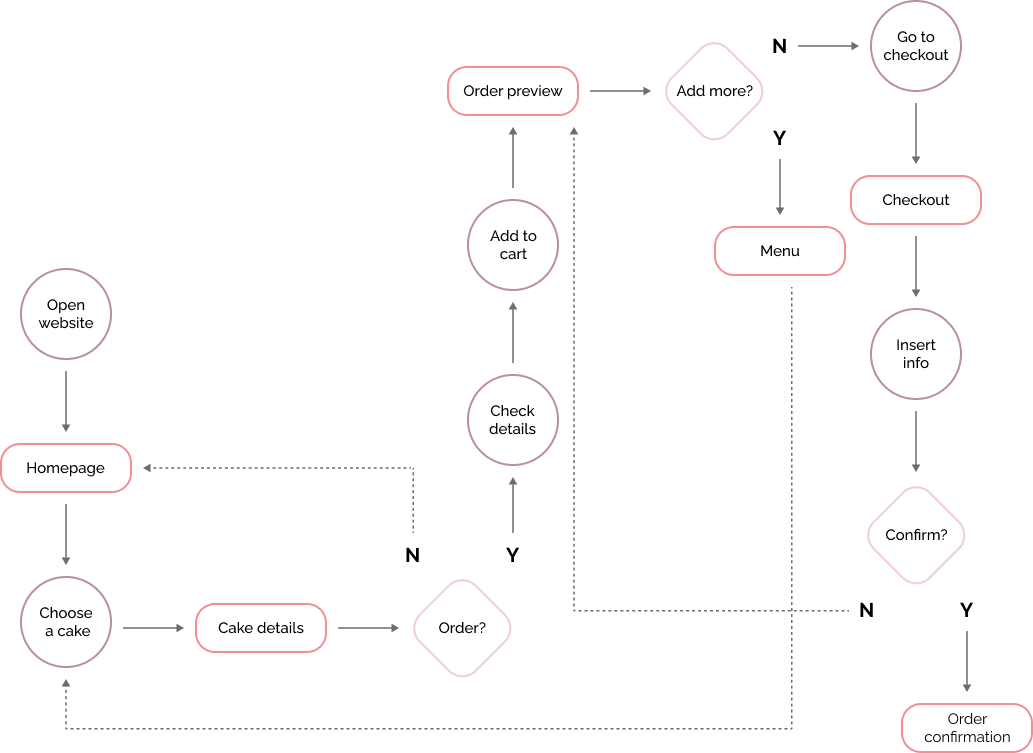 Open
website
Homepage
Choose
a cake
Cake details
Order?
N
Y
Check
details
Add to
cart
Order preview
Add more?
N
Y
Menu
Go to
checkout
Checkout
Insert
info
Confirm?
N
Y
Order
confirmation